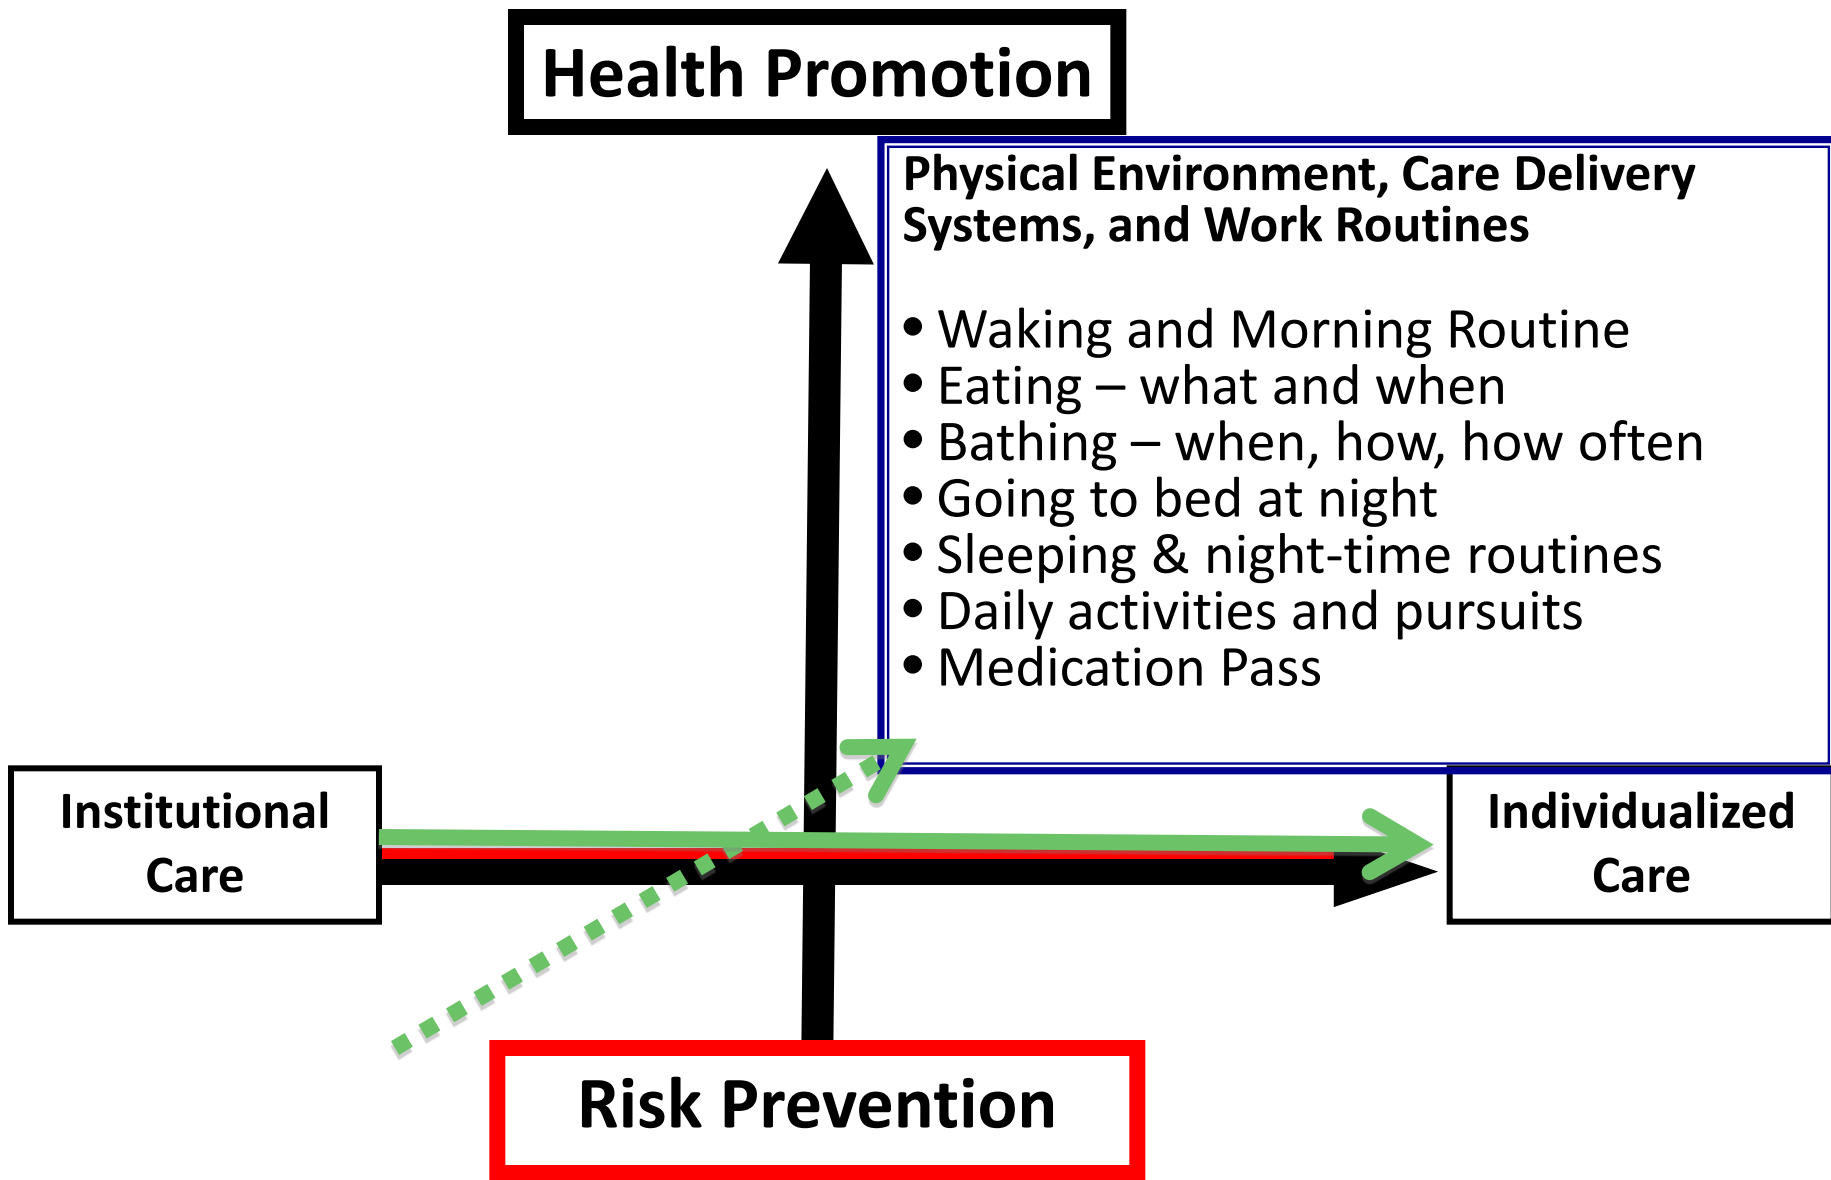 Health Promotion
Physical Environment, Care Delivery
Systems, and Work Routines
• Waking and Morning Routine
• Eating – what and when
• Bathing – when, how, how often
• Going to bed at night
• Sleeping & night-time routines
• Daily activities and pursuits
• Medication Pass
Institutional
Care
Individualized
Care
Risk Prevention